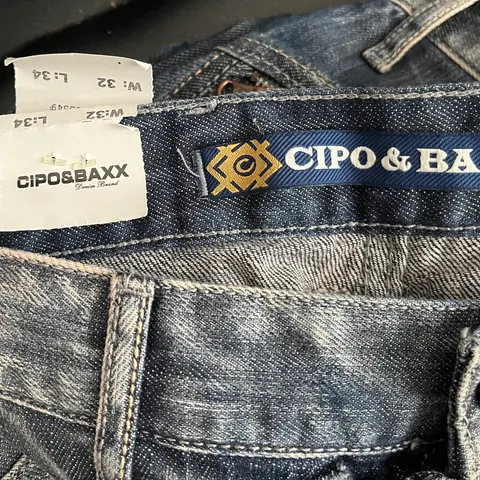 W: 32
L:34
W:32
L:34
CiPO&BAXX
Denim Brand
CIPO & BA